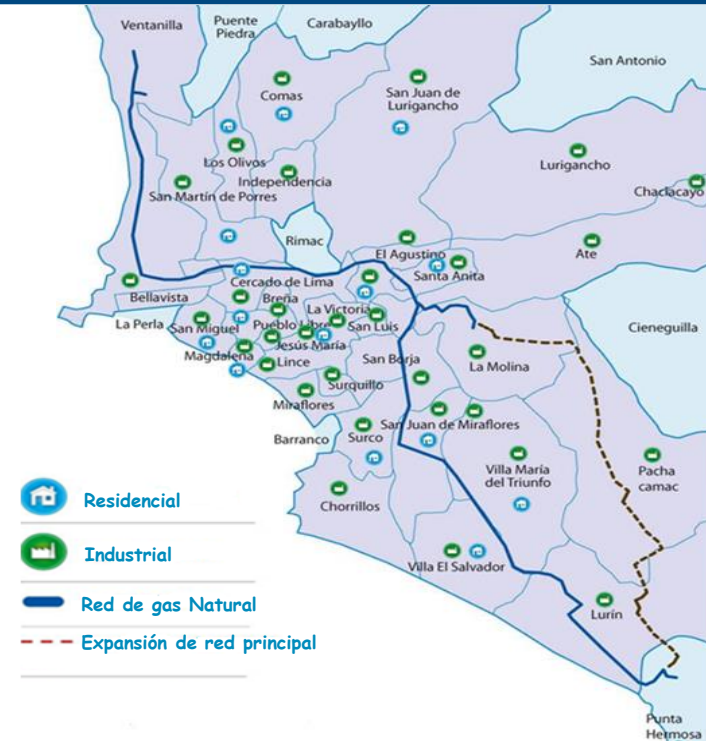 Ventanilla
Puente
Piedra
Carabayllo
San Antonio
Comas
San Juan de
Lurigancho
Los Olivos
Independencia
Lurigancho
San Martín de Porres
Chaclacayo
Rimac
El Agustino
Ate
Santa Anita
Cercado de Lima
Bellavista
Breña
La Victoria
La Perla
San Miguel
Pueblo Libre
San Luis
Cieneguilla
Jesús María
Magdalena
Lince
San Borja
La Molina
Surquillo
Miraflores
San Juan de Miraflores
Barranco
Surco
Villa María
del Triunfo
Pacha
camac
Residencial
Chorrillos
Industrial
Villa El Salvador
Red de gas Natural
Lurín
Expansión de red principal
Punta
Hermosa